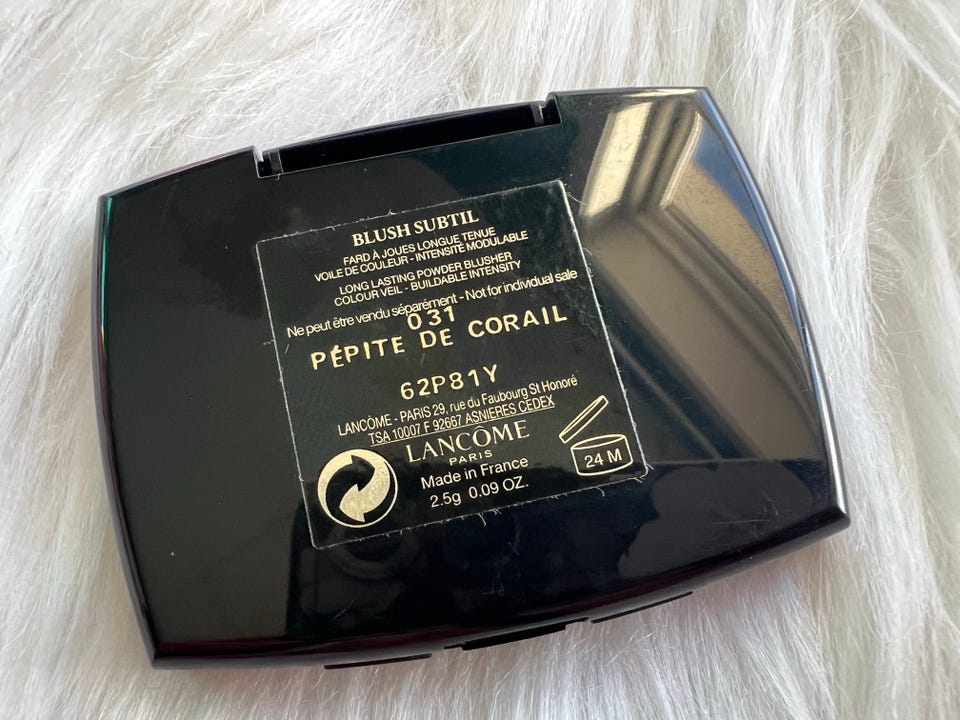 BLUSH SUBTIL
FARD À JOUES LONGUE TENUE
VOILE DE COULEUR - INTENSITÉ MODULABLE
LONG LASTING POWDER BLUSHER
COLOUR VEIL - BUILDABLE INTENSITY
Ne peut être vendu séparément - Not for individual sale
031
PÉPITE DE CORAIL
62P81Y
LANCÔME - PARIS 29, rue du Faubourg St Honoré
TSA 10007 F 92667 ASNIERES CEDEX
LANCÔME
PARIS
Made in France
2.5g 0.09 OZ.
24 M